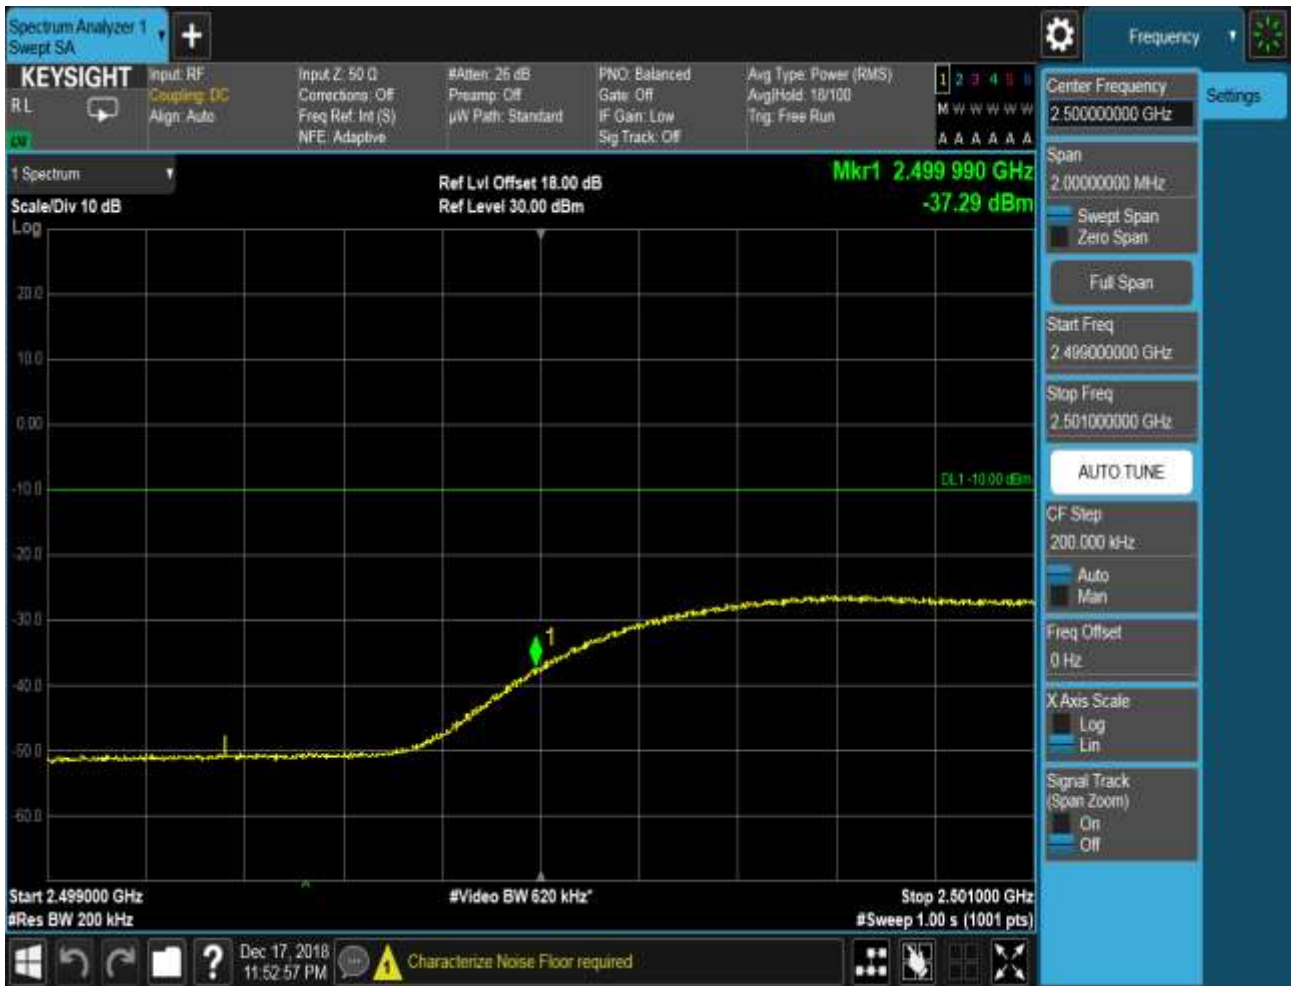 Spectrum Analyzer 1
Swept SA
+
Frequency
KEYSIGHT
RL
Input: RF
Coupling: DC
Align: Auto
Input Z: 50 Ω
Corrections: Off
Freq Ref: Int (S)
NFE: Adaptive
#Atten: 26 dB
Preamp: Off
µW Path: Standard
PNO: Balanced
Gate: Off
IF Gain: Low
Sig Track: Off
Avg Type: Power (RMS)
Avg|Hold: 18/100
Trig: Free Run
1 2 3 4 5 6
M W W W W W
A A A A A A
1 Spectrum
Scale/Div 10 dB
Log
Ref Lvl Offset 18.00 dB
Ref Level 30.00 dBm
Mkr1 2.499 990 GHz
-37.29 dBm
20.0
10.0
0.00
-10.0
-20.0
-30.0
-40.0
-50.0
-60.0
DL1 -10.00 dBm
1
Start 2.499000 GHz
#Res BW 200 kHz
#Video BW 620 kHz*
Stop 2.501000 GHz
#Sweep 1.00 s (1001 pts)
Center Frequency
2.500000000 GHz
Settings
Span
2.00000000 MHz
Swept Span
Zero Span
Full Span
Start Freq
2.499000000 GHz
Stop Freq
2.501000000 GHz
AUTO TUNE
CF Step
200.000 kHz
Auto
Man
Freq Offset
0 Hz
X Axis Scale
Log
Lin
Signal Track
(Span Zoom)
On
Off
?
Dec 17, 2018
11:52:57 PM
1
Characterize Noise Floor required